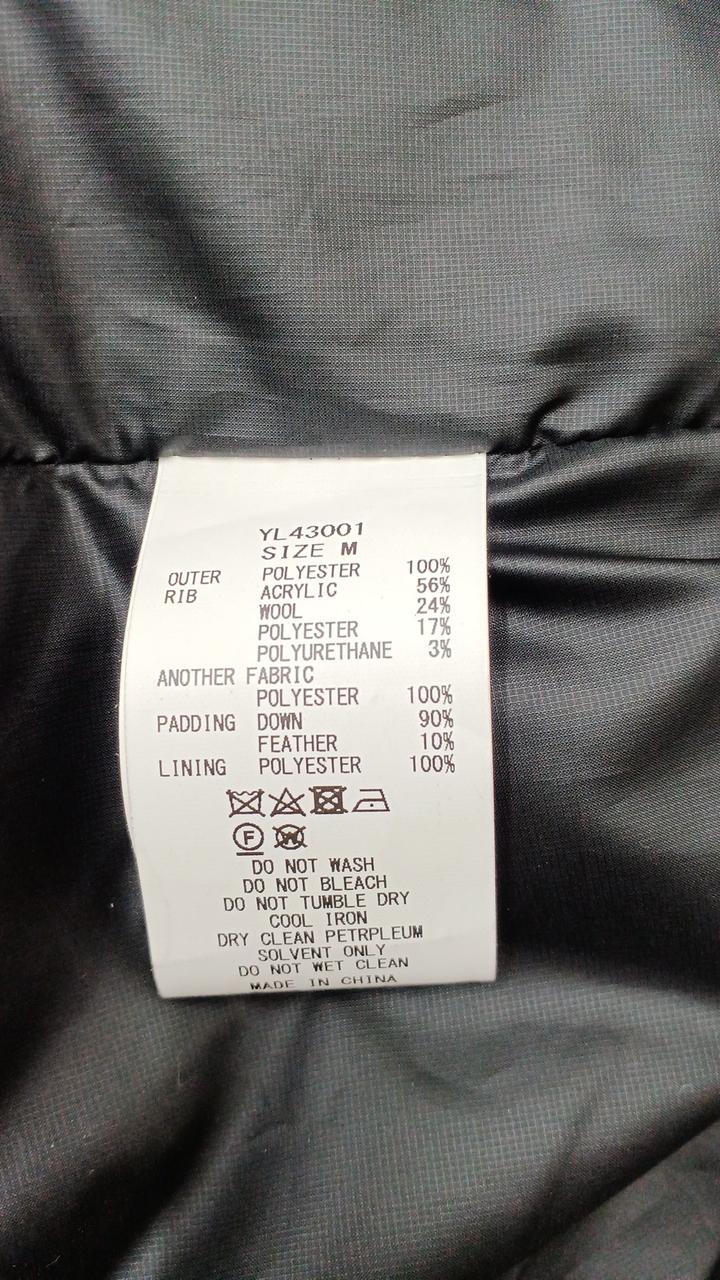 YL43001
SIZE M
OUTER POLYESTER 100%
RIB ACRYLIC 56%
WOOL 24%
POLYESTER 17%
POLYURETHANE 3%
ANOTHER FABRIC
POLYESTER 100%
PADDING DOWN 90%
FEATHER 10%
LINING POLYESTER 100%
F W
DO NOT WASH
DO NOT BLEACH
DO NOT TUMBLE DRY
COOL IRON
DRY CLEAN PETRPLEUM
SOLVENT ONLY
DO NOT WET CLEAN
MADE IN CHINA